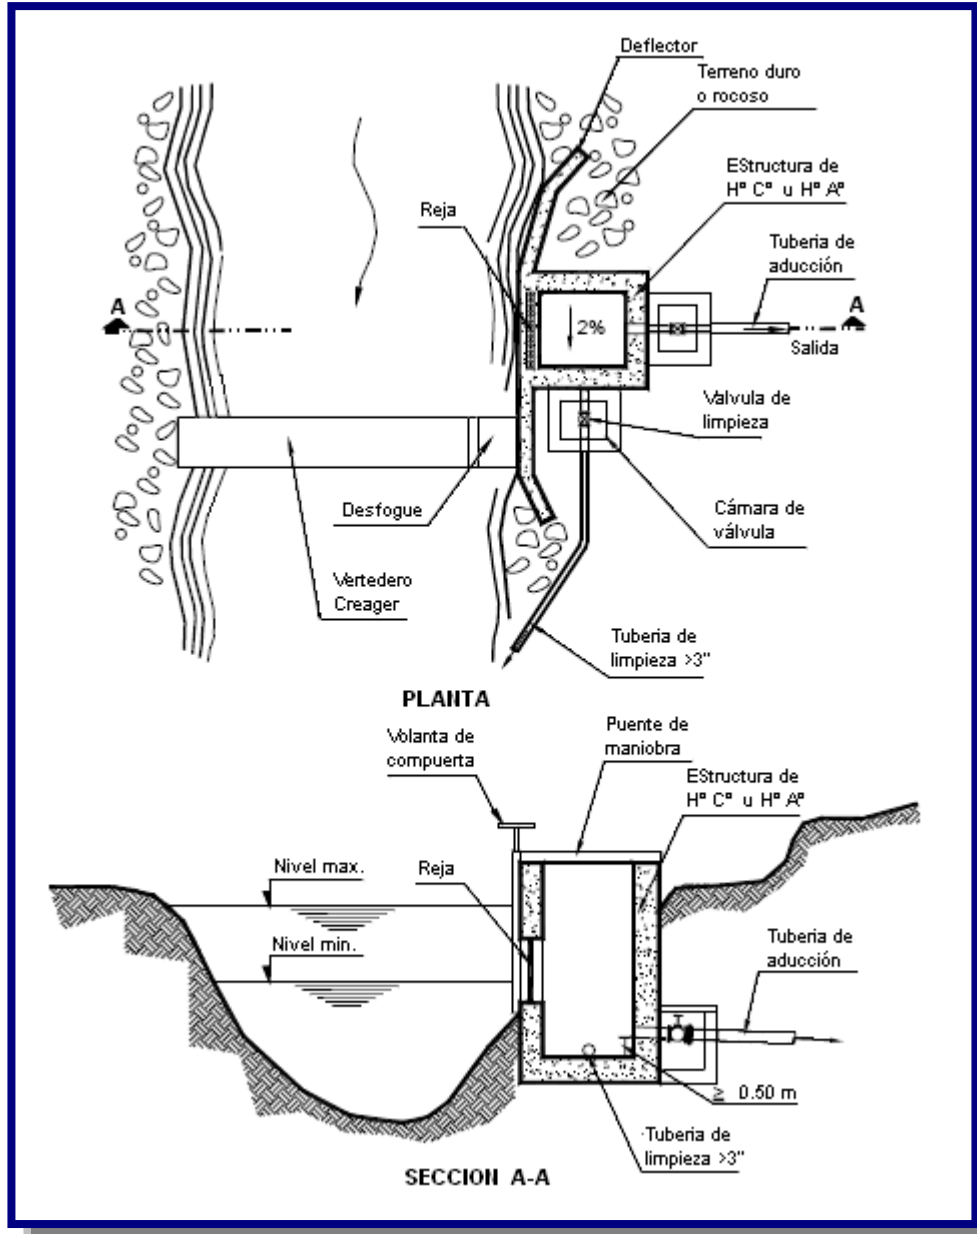 Deflector
Terreno duro
o rocoso
EStructura de
Hº Cº u Hº Aº
Reja
Tuberia de
aducción
A
A
2%
Salida
Valvula de
limpieza
Desfogue
Cámara de
válvula
Vertedero
Creager
Tuberia de
limpieza >3"
PLANTA
Volanta de
compuerta
Puente de
maniobra
EStructura de
Hº Cº u Hº Aº
Nivel max.
Reja
Nivel min.
Tuberia de
aducción
≥ 0.50 m
Tuberia de
limpieza >3"
SECCION A-A